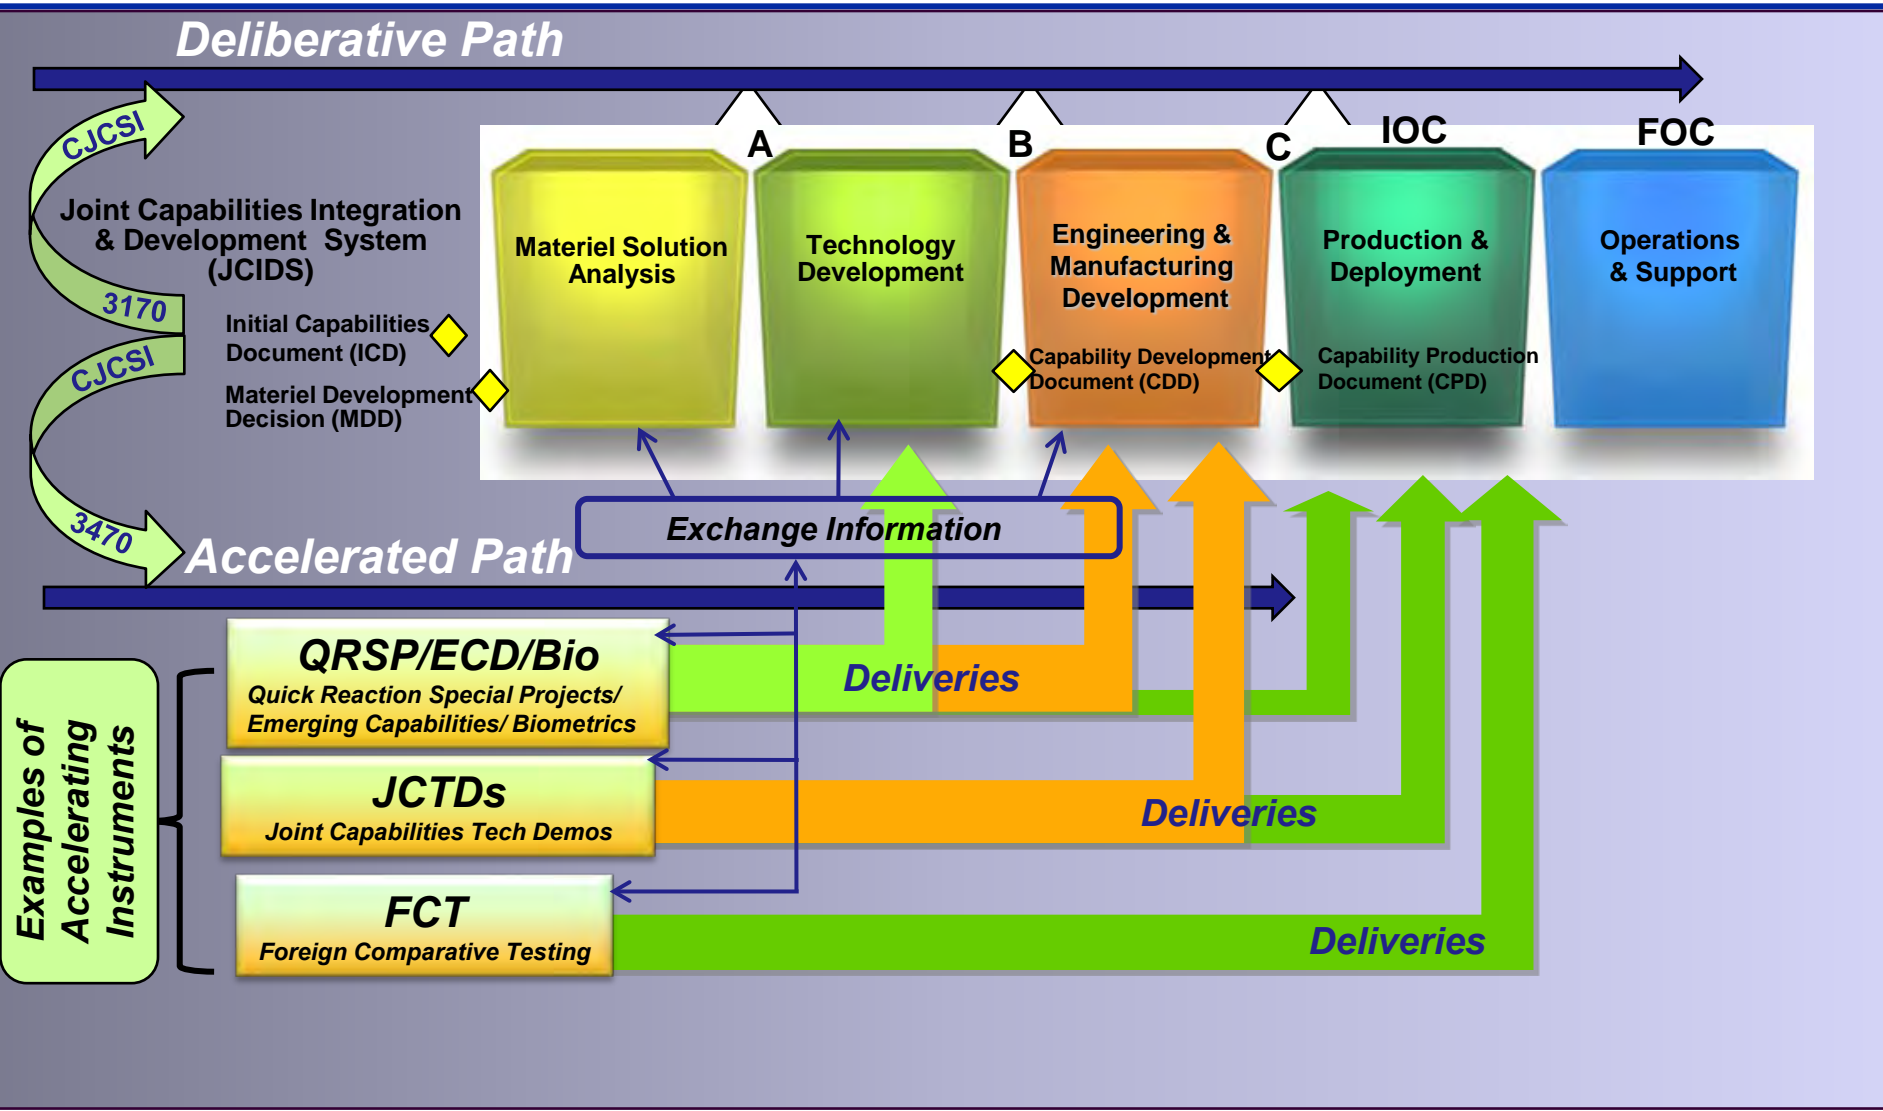 Deliberative Path
CJCSI
3170
Joint Capabilities Integration
& Development System
(JCIDS)
Initial Capabilities
Document (ICD)
Materiel Development
Decision (MDD)
A
B
C
IOC
FOC
Materiel Solution
Analysis
Technology
Development
Engineering &
Manufacturing
Development
Production &
Deployment
Operations
& Support
Capability Development
Document (CDD)
Capability Production
Document (CPD)
CJCSI
3470
Accelerated Path
Exchange Information
Examples of
Accelerating
Instruments
QRSP/ECD/Bio
Quick Reaction Special Projects/
Emerging Capabilities/ Biometrics
Deliveries
JCTDs
Joint Capabilities Tech Demos
Deliveries
FCT
Foreign Comparative Testing
Deliveries